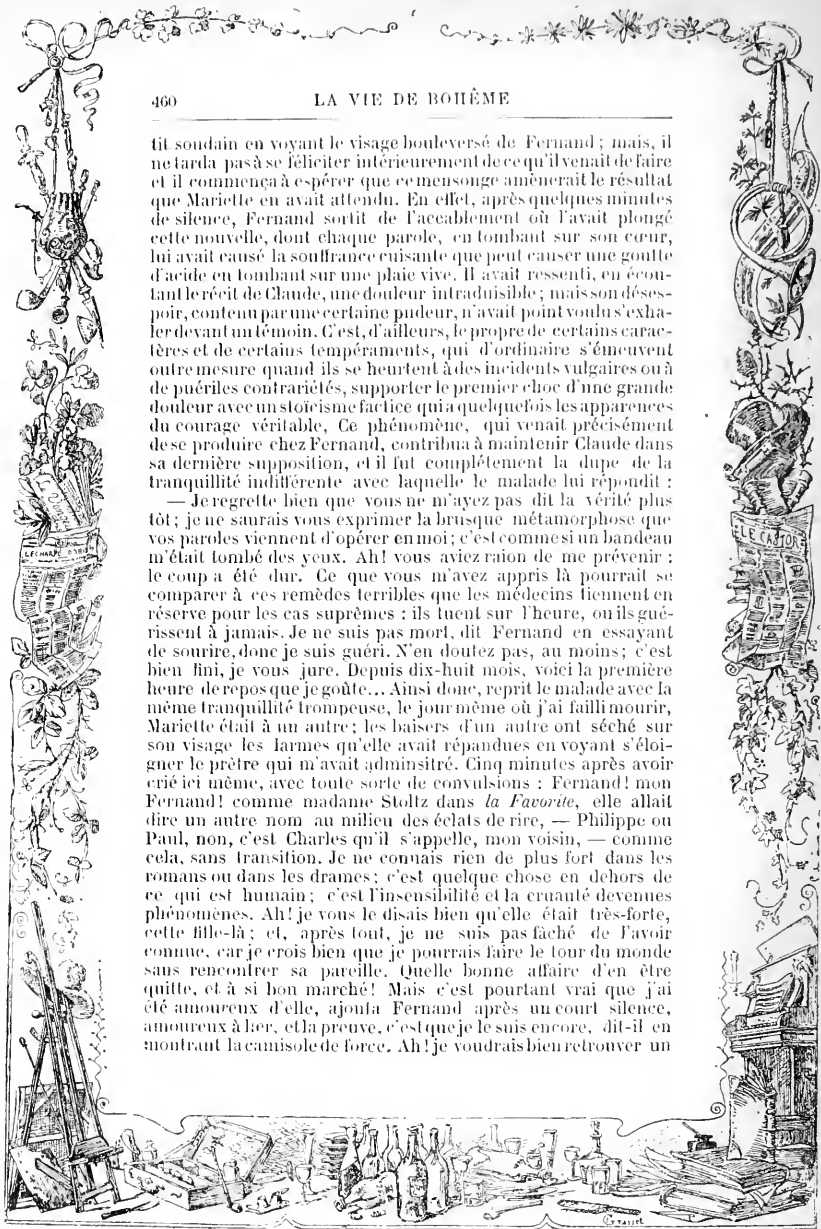 460
LA VIE DE BOHÊME
tit soudain en voyant le visage bouleversé de Fernand ; mais, il
ne tarda pas à se féliciter intérieurement de ce qu'il venait de faire
et il commença à espérer que ce mensonge amènerait le résultat
que Mariette en avait attendu. En effet, après quelques minutes
de silence, Fernand sortit de l'accablement où l'avait plongé
cette nouvelle, dont chaque parole, en tombant sur son cœur,
lui avait causé la souffrance cuisante que peut causer une goutte
d'acide en tombant sur une plaie vive. Il avait ressenti, en écou-
tant le récit de Claude, une douleur intraduisible ; mais son déses-
poir, contenu par une certaine pudeur, n'avait point voulu s'exha-
ler devant un témoin. C'est, d'ailleurs, le propre de certains carac-
tères et de certains tempéraments, qui d'ordinaire s'émeuvent
outre mesure quand ils se heurtent à des incidents vulgaires ou à
de puériles contrariétés, supporter le premier choc d'une grande
douleur avec un stoïcisme factice qui a quelquefois les apparences
du courage véritable, Ce phénomène, qui venait précisément
de se produire chez Fernand, contribua à maintenir Claude dans
sa dernière supposition, et il fut complétement la dupe de la
tranquillité indifférente avec laquelle le malade lui répondit :
— Je regrette bien que vous ne m'ayez pas dit la vérité plus
tôt ; je ne saurais vous exprimer la brusque métamorphose que
vos paroles viennent d'opérer en moi ; c'est comme si un bandeau
m'était tombé des yeux. Ah! vous aviez raion de me prévenir :
le coup a été dur. Ce que vous m'avez appris là pourrait se
comparer à ces remèdes terribles que les médecins tiennent en
réserve pour les cas suprêmes : ils tuent sur l'heure, ou ils gué-
rissent à jamais. Je ne suis pas mort, dit Fernand en essayant
de sourire, donc je suis guéri. N'en doutez pas, au moins ; c'est
bien fini, je vous jure. Depuis dix-huit mois, voici la première
heure de repos que je goûte... Ainsi donc, reprit le malade avec la
même tranquillité trompeuse, le jour même où j'ai failli mourir,
Mariette était à un autre ; les baisers d'un autre ont séché sur
son visage les larmes qu'elle avait répandues en voyant s'éloi-
gner le prêtre qui m'avait adminsitré. Cinq minutes après avoir
crié ici même, avec toute sorte de convulsions : Fernand! mon
Fernand! comme madame Stoltz dans la Favorite, elle allait
dire un autre nom au milieu des éclats de rire, — Philippe ou
Paul, non, c'est Charles qu'il s'appelle, mon voisin, — comme
cela, sans transition. Je ne connais rien de plus fort dans les
romans ou dans les drames ; c'est quelque chose en dehors de
ce qui est humain ; c'est l'insensibilité et la cruauté devenues
phénomènes. Ah! je vous le disais bien qu'elle était très-forte,
cette fille-là ; et, après tout, je ne suis pas fâché de l'avoir
connue, car je crois bien que je pourrais faire le tour du monde
sans rencontrer sa pareille. Quelle bonne affaire d'en être
quitte, et à si bon marché! Mais c'est pourtant vrai que j'ai
été amoureux d'elle, ajouta Fernand après un court silence,
amoureux à lier, et la preuve, c'est que je le suis encore, dit-il en
montrant la camisole de force. Ah! je voudrais bien retrouver un
LE CASTOR